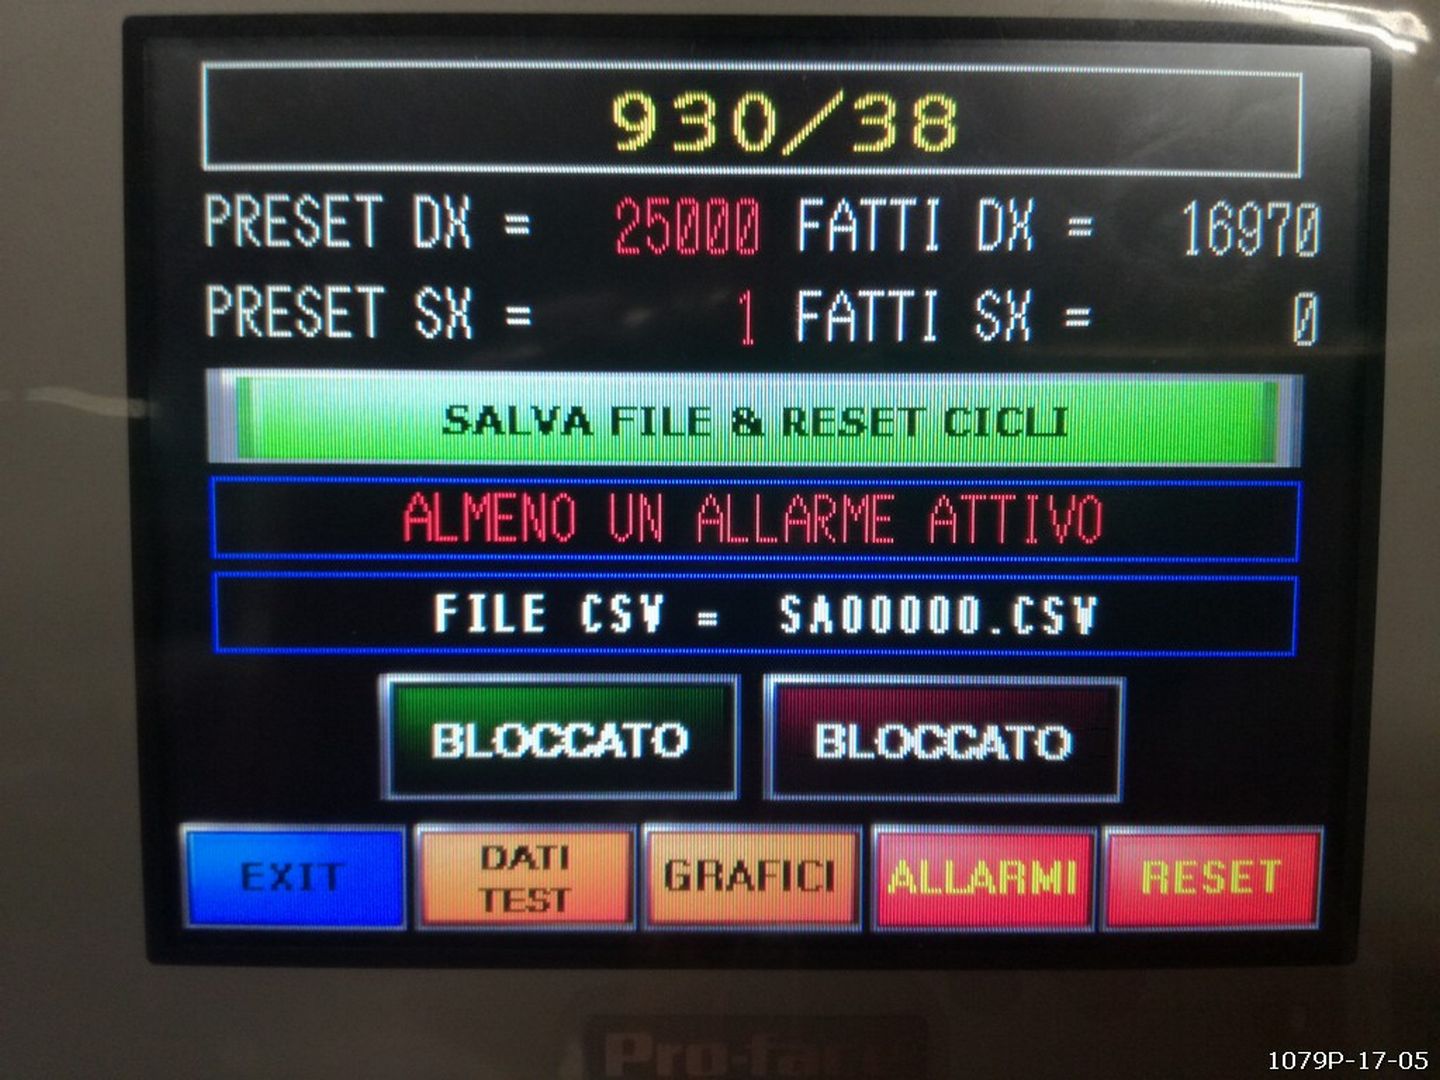 930/38
PRESET DX = 25000 FATTI DX = 16970
PRESET SX = 1 FATTI SX = 0
SALVA FILE & RESET CICLI
ALMENO UN ALLARME ATTIVO
FILE CSV = SA00000.CSV
BLOCCATO BLOCCATO
EXIT DATI TEST GRAFICI ALLARMI RESET
1079P-17-05